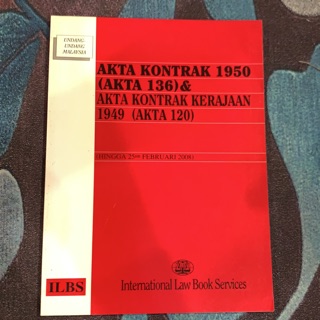 UNDANG-
UNDANG
MALAYSIA
AKTA KONTRAK 1950
(AKTA 136)&
AKTA KONTRAK KERAJAAN
1949 (AKTA 120)
(HINGGA 25HB FEBRUARI 2008)
ILBS
International Law Book Services